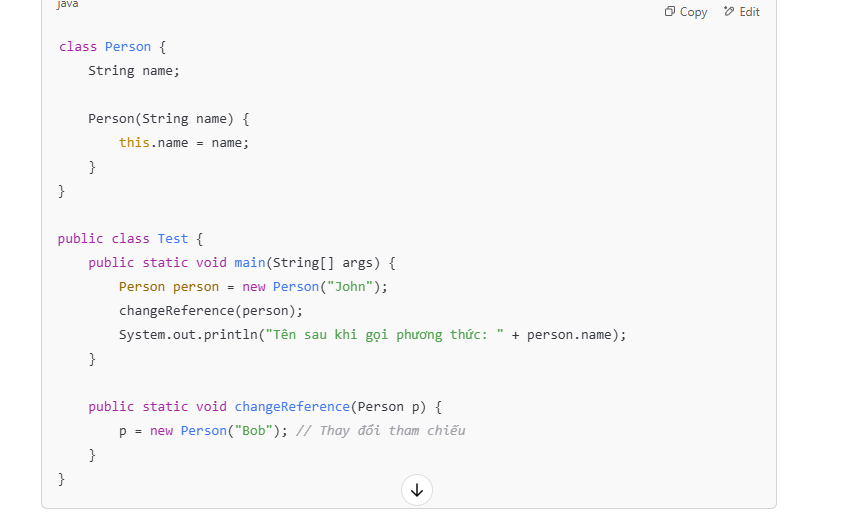 java
Copy
Edit
class Person {
    String name;

    Person(String name) {
        this.name = name;
    }
}

public class Test {
    public static void main(String[] args) {
        Person person = new Person("John");
        changeReference(person);
        System.out.println("Tên sau khi gọi phương thức: " + person.name);
    }

    public static void changeReference(Person p) {
        p = new Person("Bob"); // Thay đổi tham chiếu
    }
}